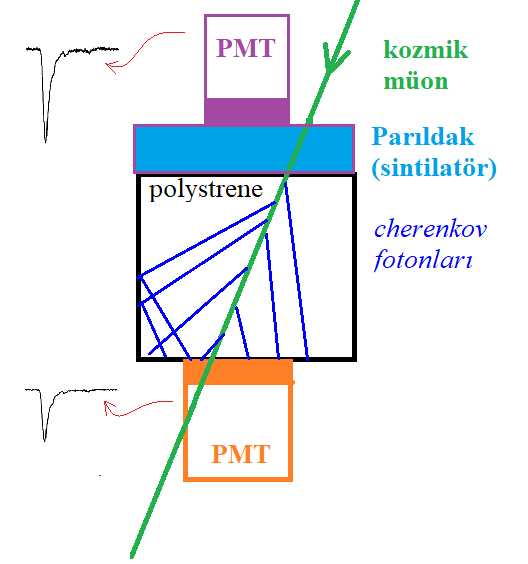 PMT
kozmik
müon
Parıldak
(sintilatör)
polystrene
cherenkov
fotonları
PMT